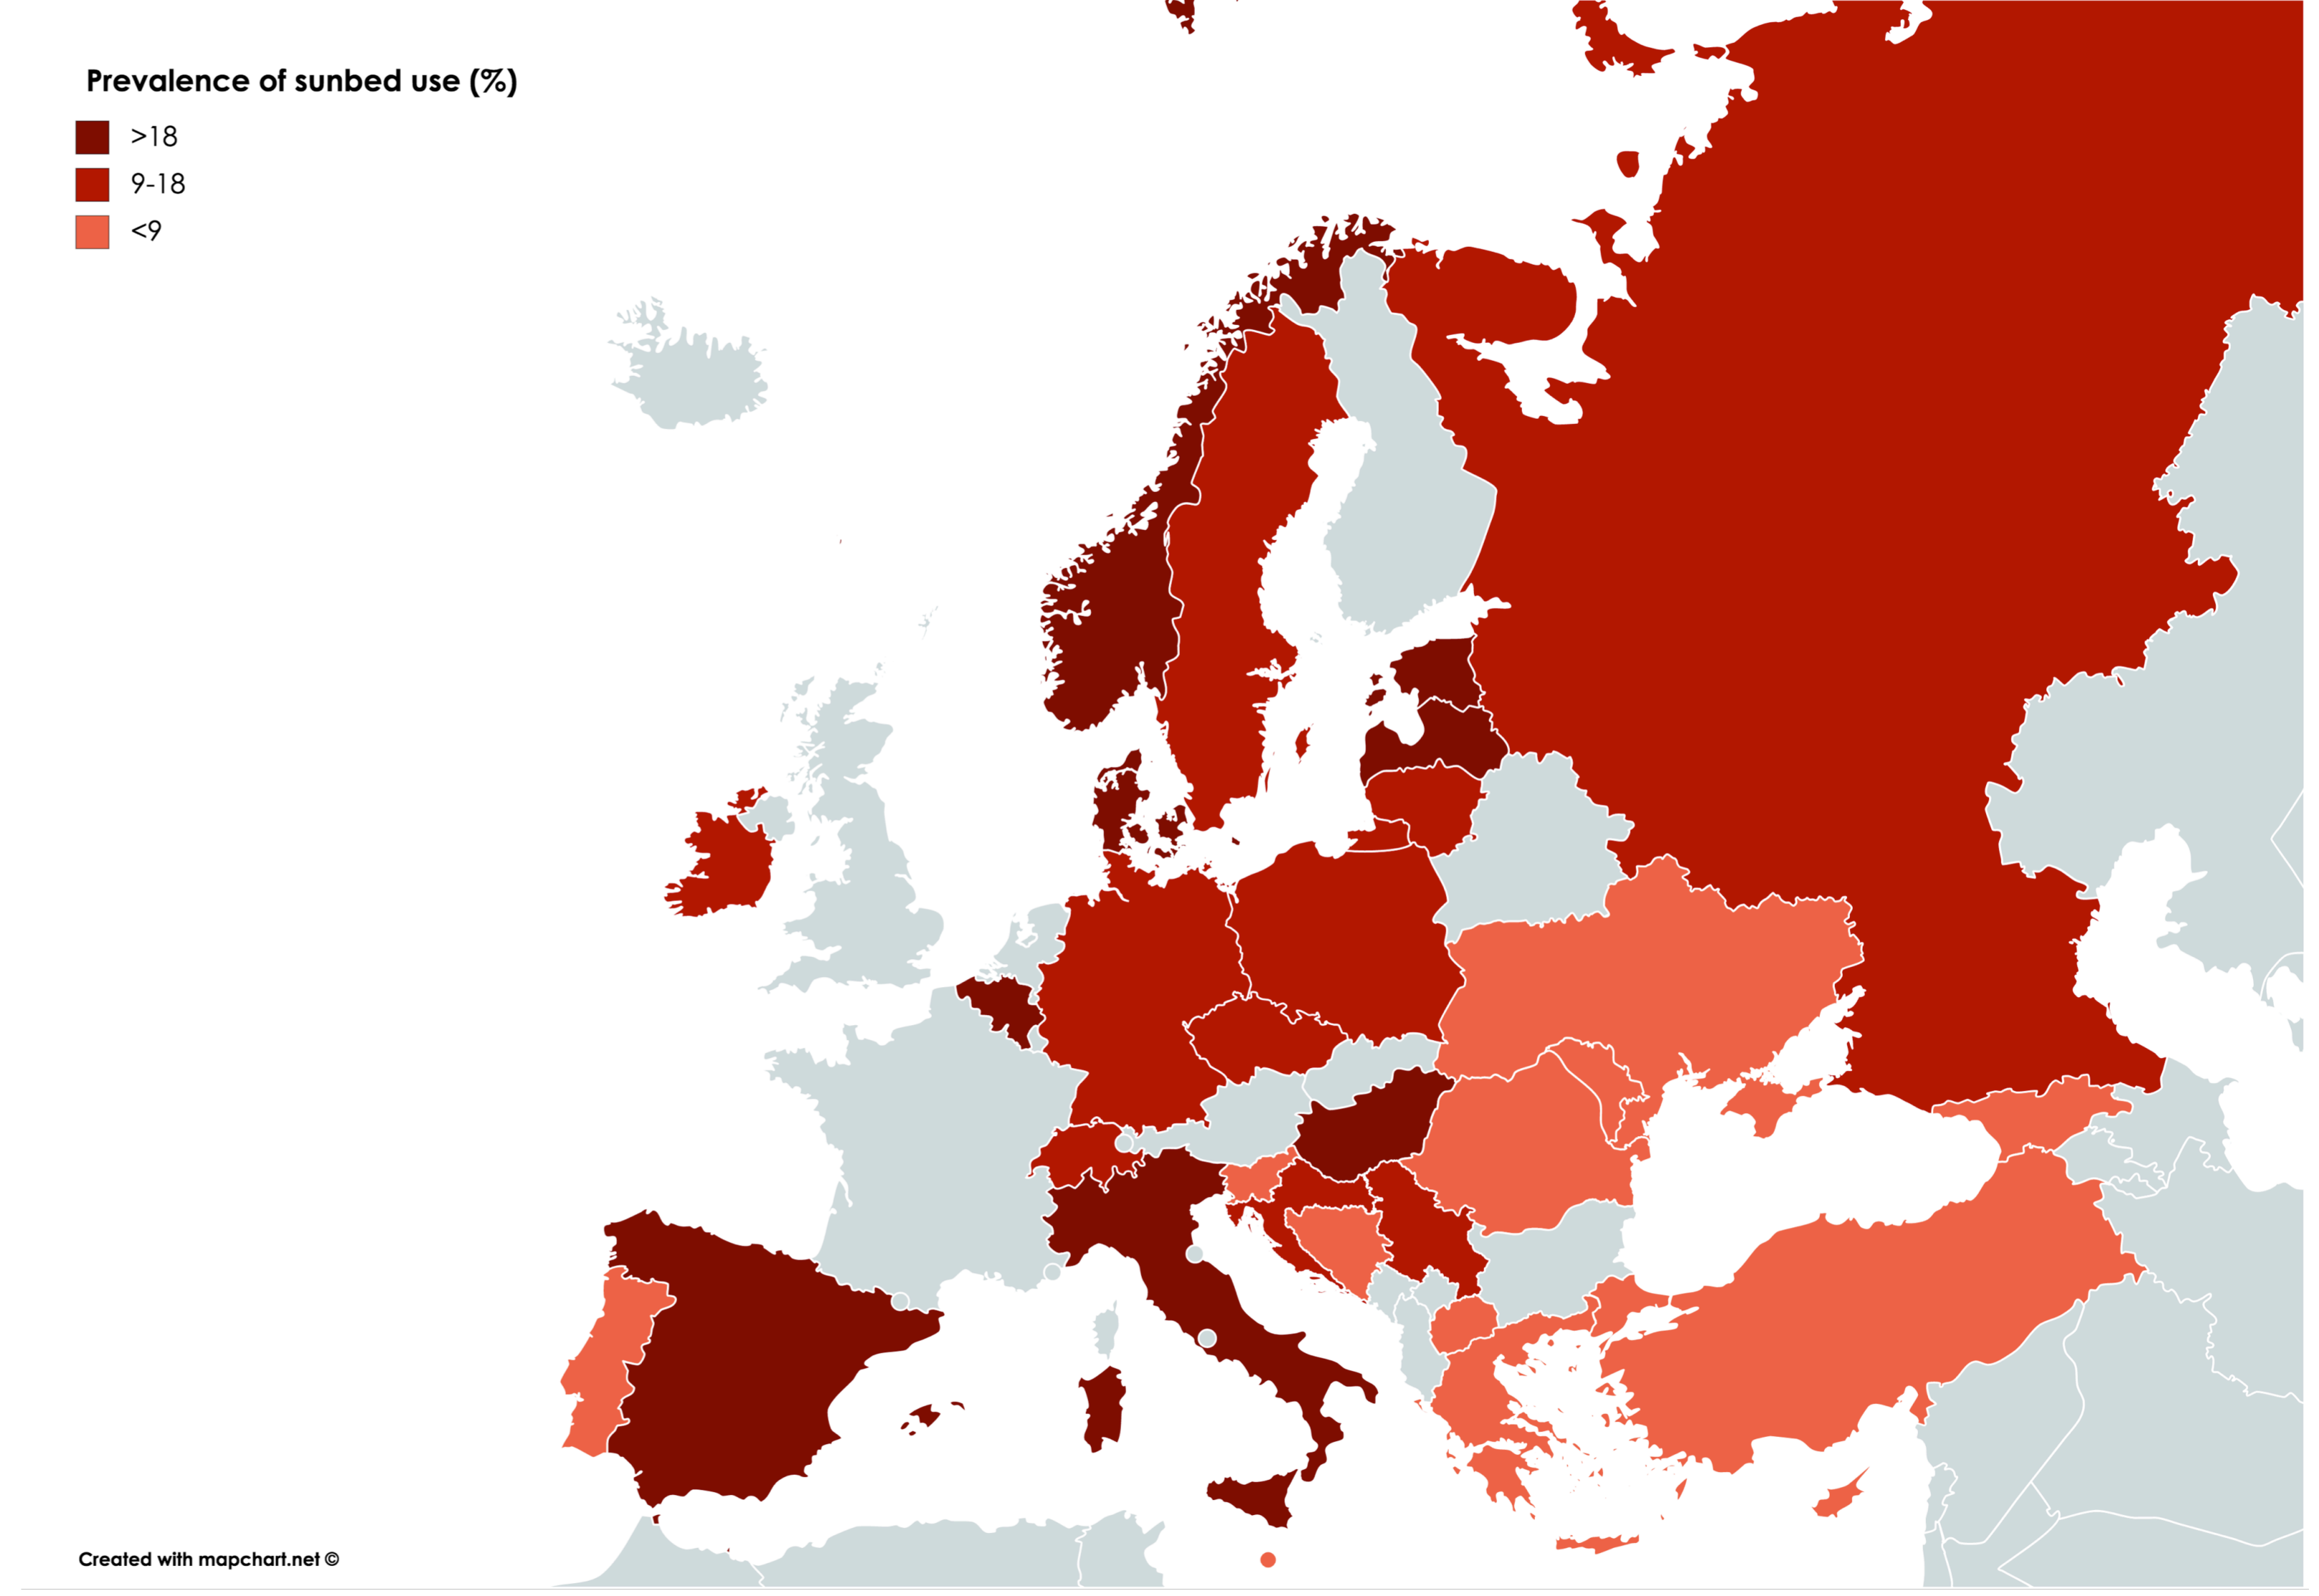 Prevalence of sunbed use (%)
>18
9-18
<9
Created with mapchart.net ©